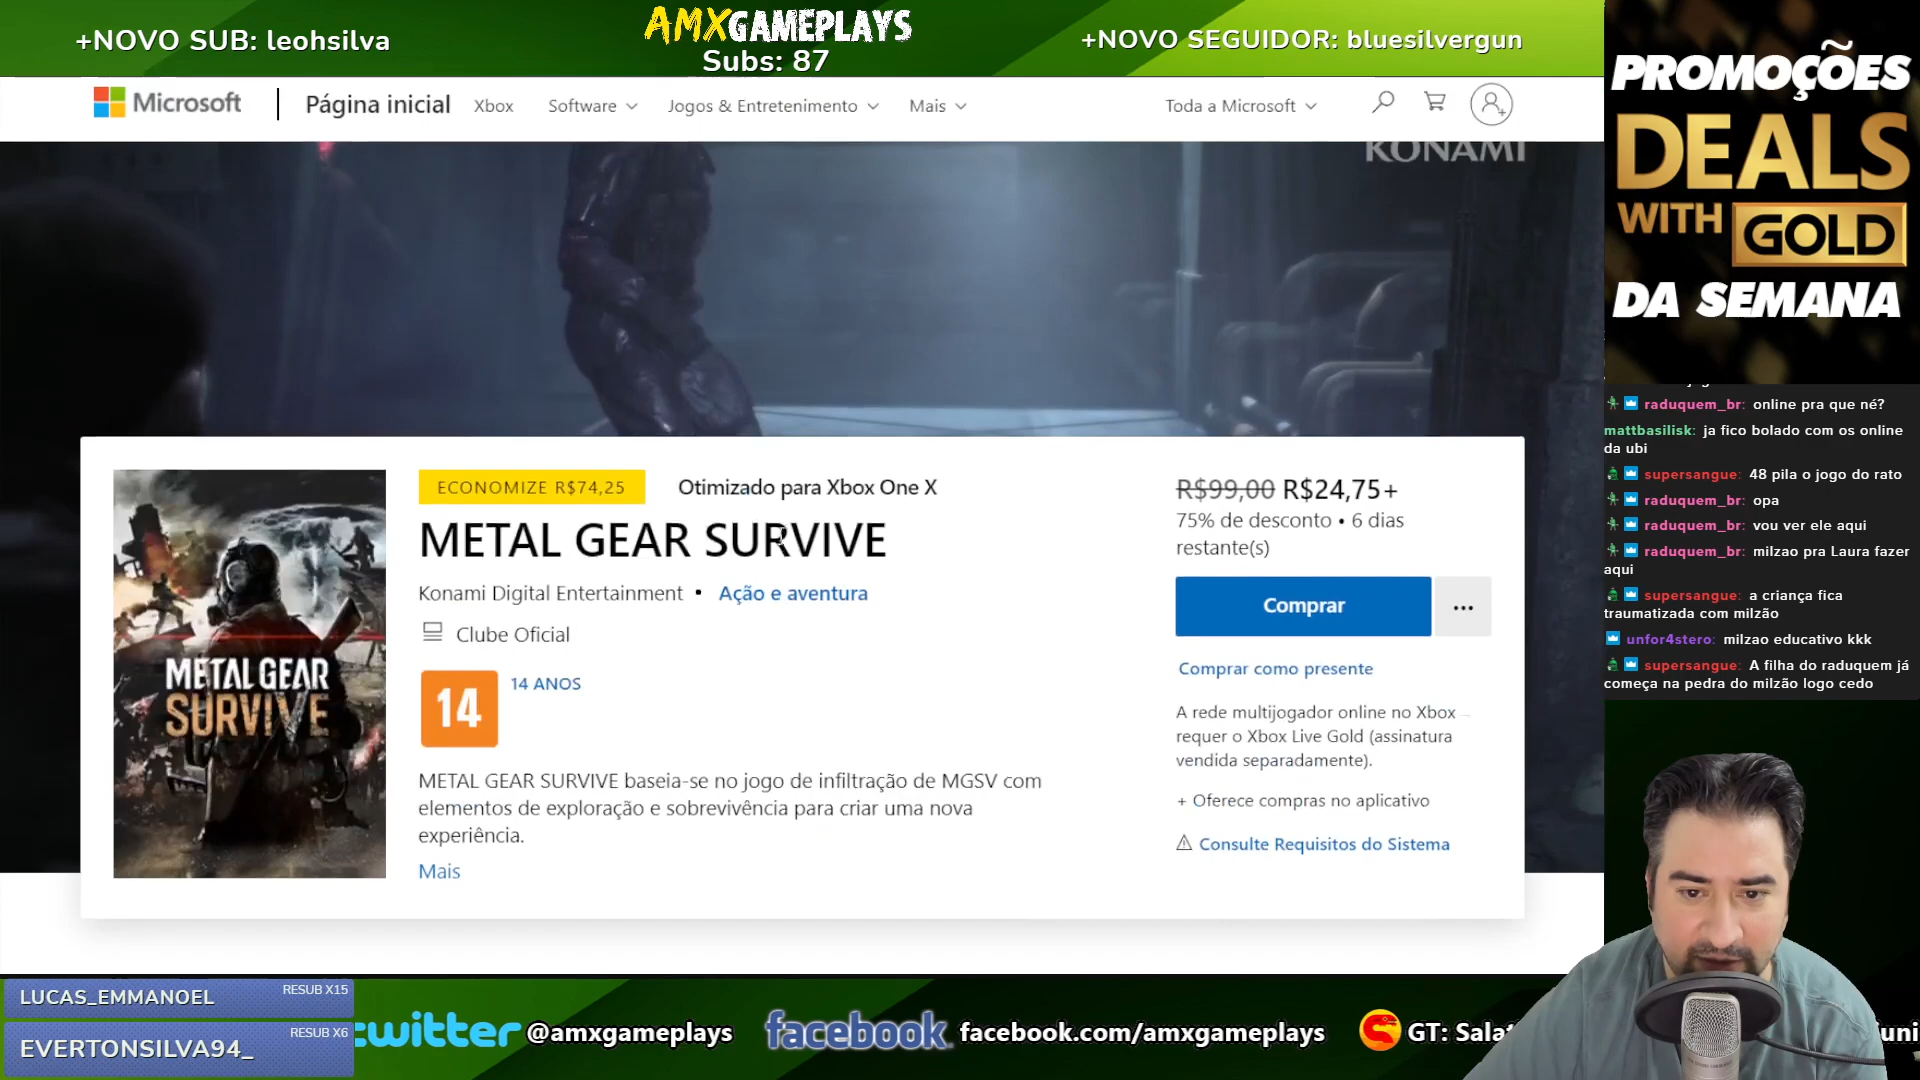 +NOVO SUB: leohsilva
AMXGAMEPLAYS
Subs: 87
+NOVO SEGUIDOR: bluesilvergun
Microsoft
Página inicial
Xbox
Software
Jogos & Entretenimento
Mais
Toda a Microsoft
KONAMI
METAL GEAR
SURVIVE
ECONOMIZE R$74,25
Otimizado para Xbox One X
METAL GEAR SURVIVE
Konami Digital Entertainment • Ação e aventura
Clube Oficial
14
14 ANOS
METAL GEAR SURVIVE baseia-se no jogo de infiltração de MGSV com
elementos de exploração e sobrevivência para criar uma nova
experiência.
Mais
R$99,00 R$24,75+
75% de desconto • 6 dias
restante(s)
Comprar
...
Comprar como presente
A rede multijogador online no Xbox
requer o Xbox Live Gold (assinatura
vendida separadamente).
+ Oferece compras no aplicativo
Consulte Requisitos do Sistema
PROMOÇÕES
DEALS
WITH GOLD
DA SEMANA
raduquem_br: online pra que né?
mattbasilisk: ja fico bolado com os online
da ubi
supersangue: 48 pila o jogo do rato
raduquem_br: opa
raduquem_br: vou ver ele aqui
raduquem_br: milzao pra Laura fazer
aqui
supersangue: a criança fica
traumatizada com milzão
unfor4stero: milzao educativo kkk
supersangue: A filha do raduquem já
começa na pedra do milzão logo cedo
LUCAS_EMMANOEL
RESUB X15
EVERTONSILVA94_
RESUB X6
twitter @amxgameplays
facebook facebook.com/amxgameplays
GT: